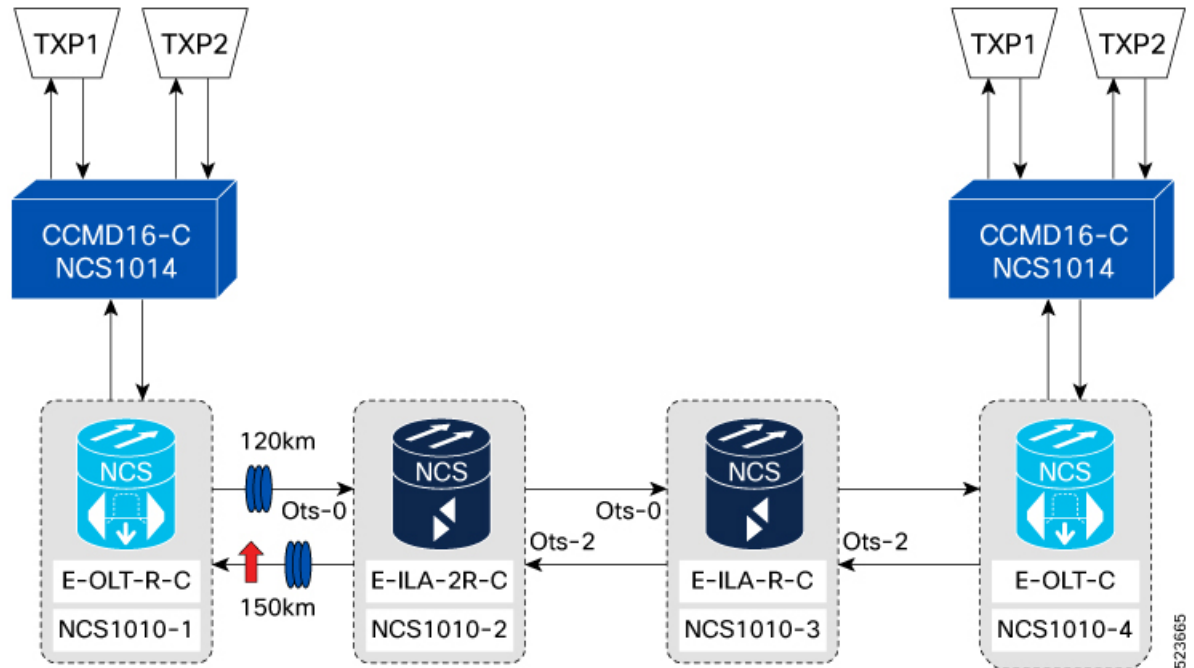 TXP1
TXP2
TXP1
TXP2
CCMD16-C
NCS1014
CCMD16-C
NCS1014
120km
NCS
NCS
NCS
NCS
Ots-0
Ots-0
Ots-2
Ots-2
150km
E-OLT-R-C
E-ILA-2R-C
E-ILA-R-C
E-OLT-C
NCS1010-1
NCS1010-2
NCS1010-3
NCS1010-4
523665